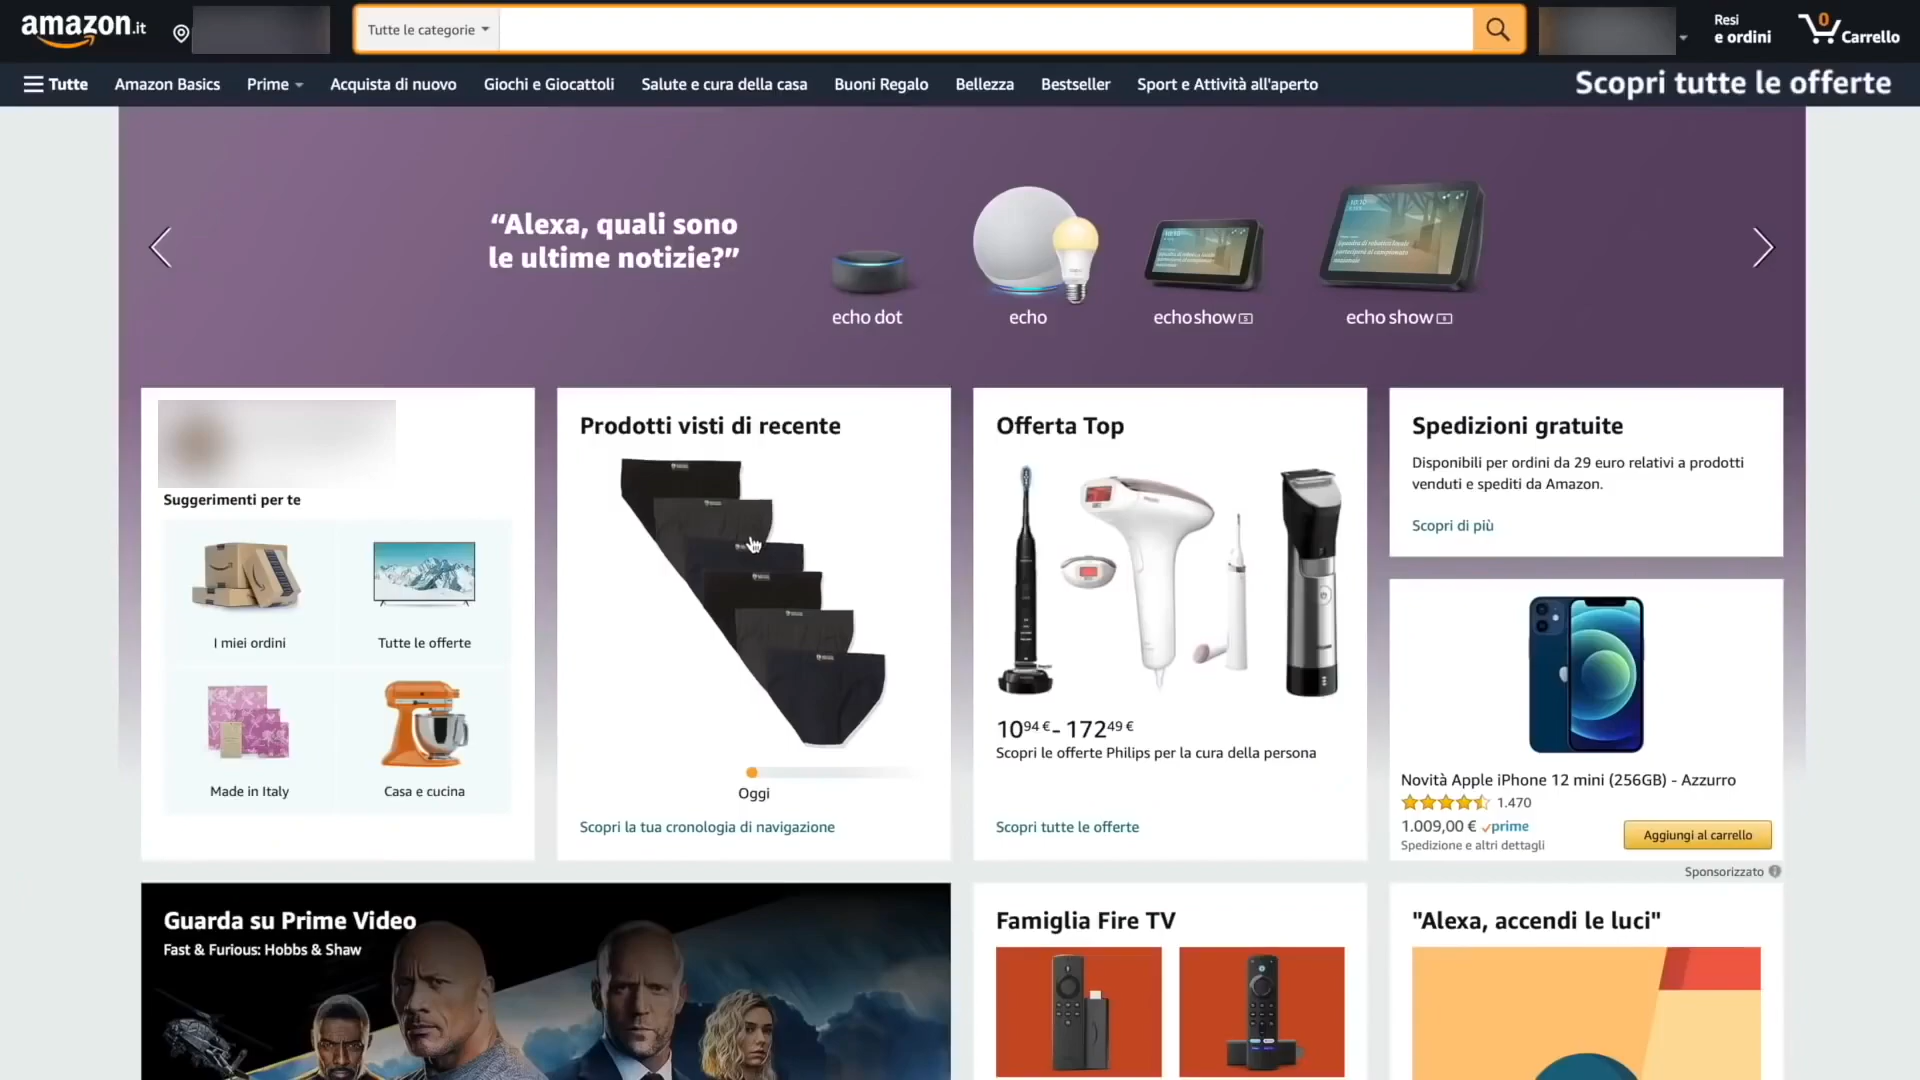 amazon.it
Tutte le categorie
0
Resi
e ordini
Carrello
Tutte
Amazon Basics
Prime
Acquista di nuovo
Giochi e Giocattoli
Salute e cura della casa
Buoni Regalo
Bellezza
Bestseller
Sport e Attività all'aperto
Scopri tutte le offerte
“Alexa, quali sono
le ultime notizie?”
echo dot
echo
echo show 5
echo show 8
Suggerimenti per te
I miei ordini
Tutte le offerte
Made in Italy
Casa e cucina
Prodotti visti di recente
Oggi
Scopri la tua cronologia di navigazione
Offerta Top
1094 € - 17249 €
Scopri le offerte Philips per la cura della persona
Scopri tutte le offerte
Spedizioni gratuite
Disponibili per ordini da 29 euro relativi a prodotti
venduti e spediti da Amazon.
Scopri di più
Novità Apple iPhone 12 mini (256GB) - Azzurro
1.470
1.009,00 € prime
Spedizione e altri dettagli
Aggiungi al carrello
Sponsorizzato
Guarda su Prime Video
Fast & Furious: Hobbs & Shaw
Famiglia Fire TV
"Alexa, accendi le luci"